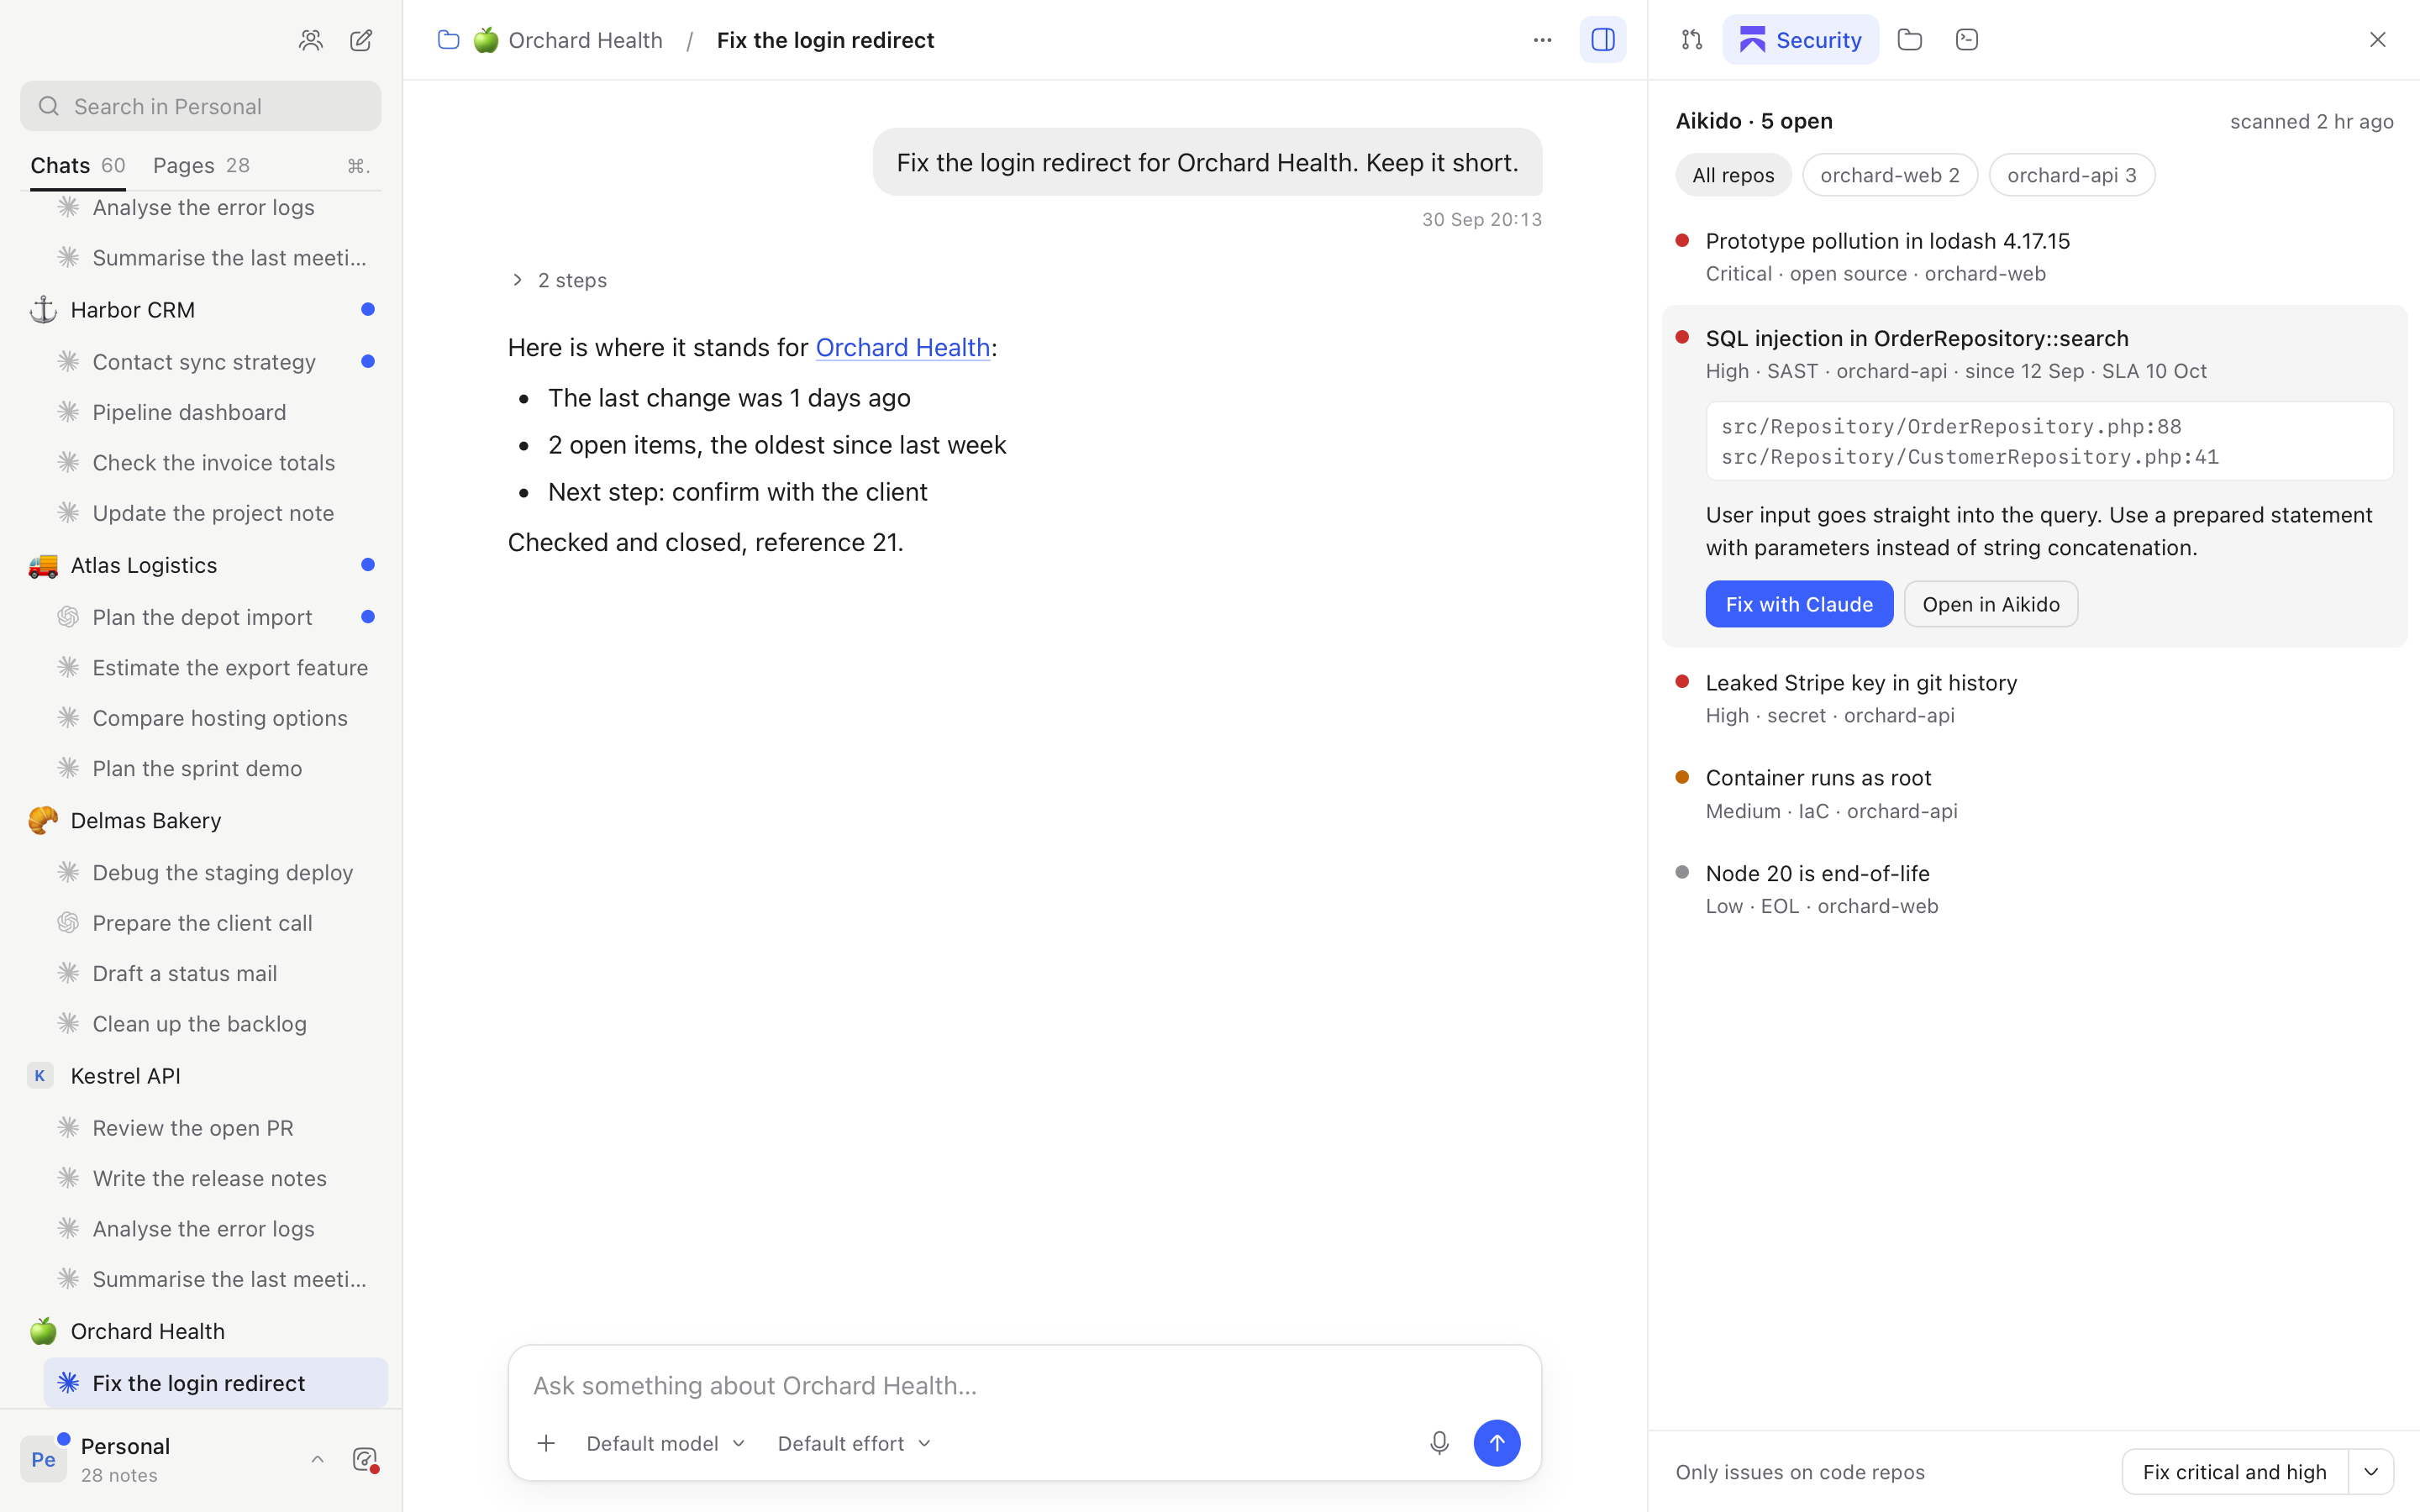 Search in Personal
Chats 60 Pages 28 ⌘.
Analyse the error logs
Summarise the last meeti...
Harbor CRM
Contact sync strategy
Pipeline dashboard
Check the invoice totals
Update the project note
Atlas Logistics
Plan the depot import
Estimate the export feature
Compare hosting options
Plan the sprint demo
Delmas Bakery
Debug the staging deploy
Prepare the client call
Draft a status mail
Clean up the backlog
K Kestrel API
Review the open PR
Write the release notes
Analyse the error logs
Summarise the last meeti...
Orchard Health
Fix the login redirect
Pe Personal
28 notes
Orchard Health / Fix the login redirect
Fix the login redirect for Orchard Health. Keep it short.
30 Sep 20:13
2 steps
Here is where it stands for Orchard Health:
• The last change was 1 days ago
• 2 open items, the oldest since last week
• Next step: confirm with the client
Checked and closed, reference 21.
Ask something about Orchard Health...
Default model Default effort
Security
Aikido · 5 open scanned 2 hr ago
All repos orchard-web 2 orchard-api 3
Prototype pollution in lodash 4.17.15
Critical · open source · orchard-web
SQL injection in OrderRepository::search
High · SAST · orchard-api · since 12 Sep · SLA 10 Oct
src/Repository/OrderRepository.php:88
src/Repository/CustomerRepository.php:41
User input goes straight into the query. Use a prepared statement
with parameters instead of string concatenation.
Fix with Claude Open in Aikido
Leaked Stripe key in git history
High · secret · orchard-api
Container runs as root
Medium · IaC · orchard-api
Node 20 is end-of-life
Low · EOL · orchard-web
Only issues on code repos Fix critical and high